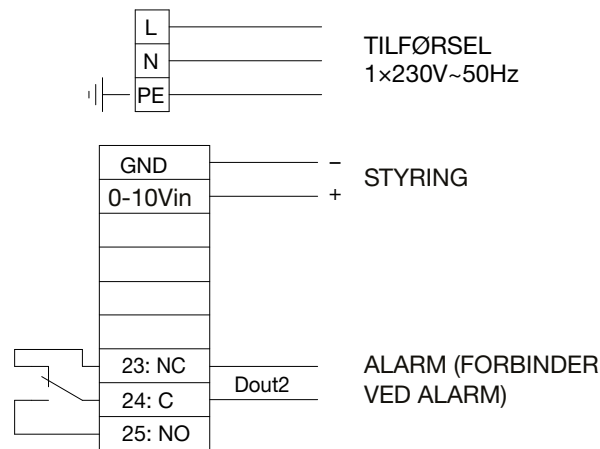 L
N
PE
TILFØRSEL
1×230V~50Hz
GND
–
0-10Vin
+
STYRING
23: NC
24: C
25: NO
Dout2
ALARM (FORBINDER
VED ALARM)